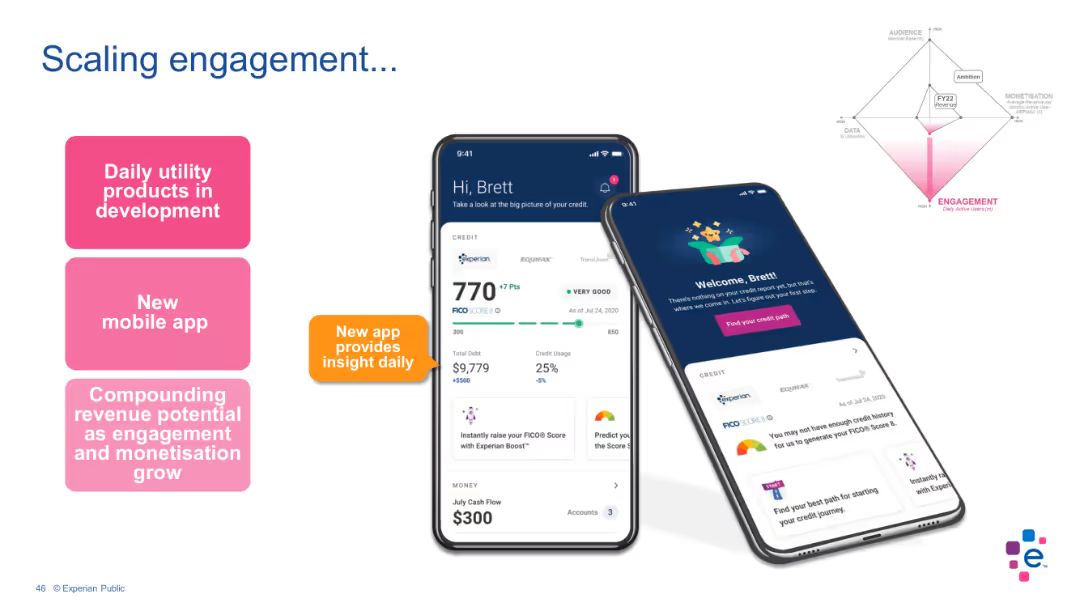 Scaling engagement...
Daily utility
products in
development
New
mobile app
Compounding
revenue potential
as engagement
and monetisation
grow
New app
provides
insight daily
9:41
Hi, Brett
Take a look at the big picture of your credit.
CREDIT
experian.
EQUIFAX
TransUnion
770 +7 Pts
VERY GOOD
FICO SCORE 8
As of Jul 24, 2020
300
850
Total Debt
Credit Usage
$9,779
25%
+$500
-5%
Instantly raise your FICO® Score
with Experian Boost™
Predict you
the Score S
MONEY
July Cash Flow
$300
Accounts 3
9:41
Welcome, Brett!
There's nothing on your credit report yet, but that's
where we come in. Let's figure out your first step.
Find your credit path
CREDIT
experian.
EQUIFAX
TransUnion
As of Jul 24, 2020
FICO SCORE 8
You may not have enough credit history
for us to generate your FICO® Score 8.
START
Find your best path for starting
your credit journey.
Instantly ra
with Experi
AUDIENCE
HIGH
Ambition
FY22
Revenue
MONETISATION
HIGH
DATA
HIGH
HIGH
ENGAGEMENT
Daily Active Users(m)
e™
46 © Experian Public